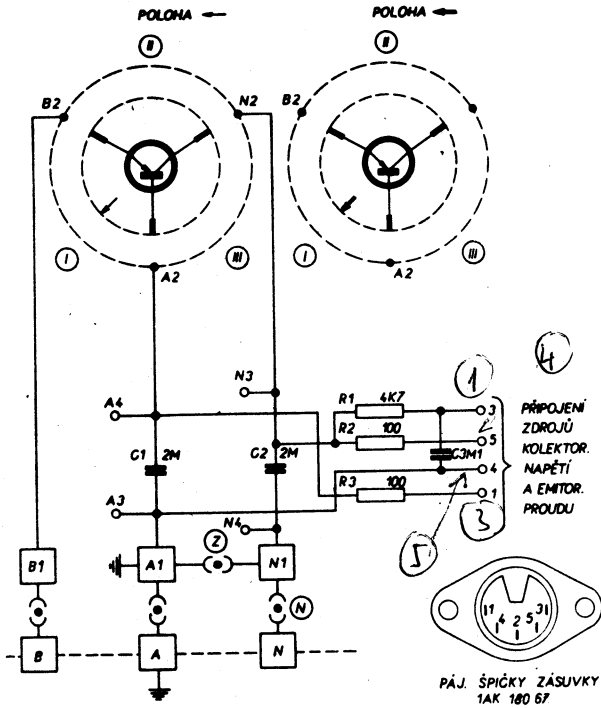 POLOHA ← POLOHA ←
II II
B2 N2 B2
I III I III
A2 A2
N3
A4
R1 4K7 3 PŘIPOJENÍ
R2 100 5 ZDROJŮ
C1 2M C2 2M C3M1 KOLEKTOR.
4 NAPĚTÍ
A3 R3 100 1 A EMITOR.
N4 PROUDU
1 4
2
3
5
Z
B1 A1 N1
N
B A N
1 4 2 5 3
PÁJ. ŠPIČKY ZÁSUVKY
1AK 180 67